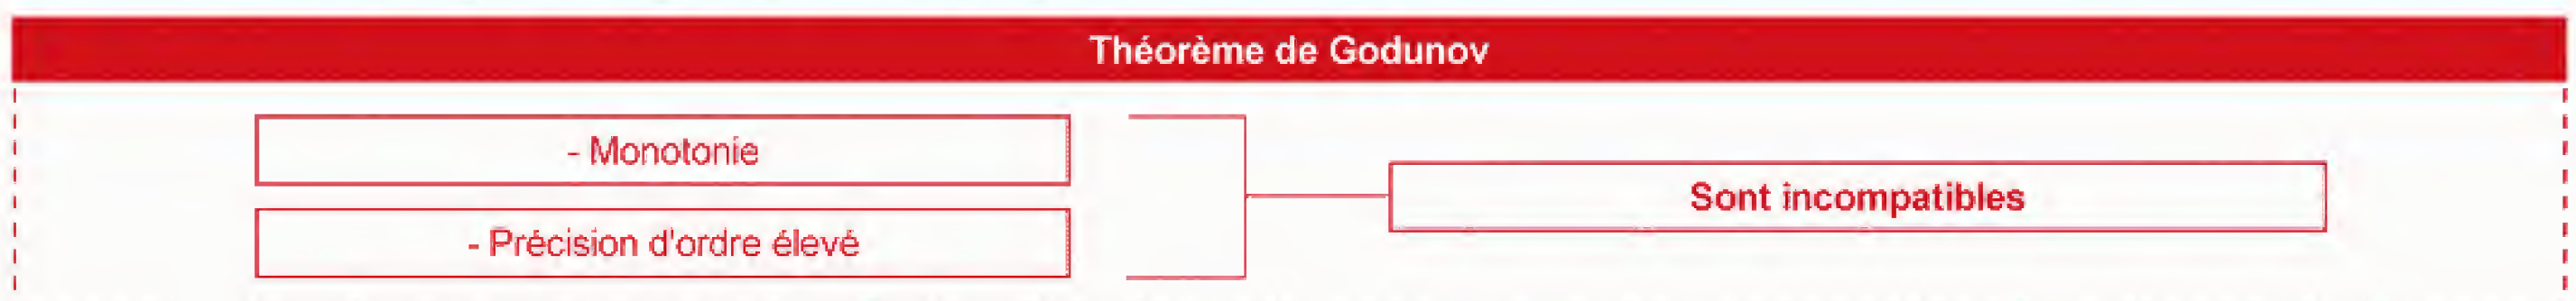 Théorème de Godunov
- Monotonie
- Précision d'ordre élevé
Sont incompatibles